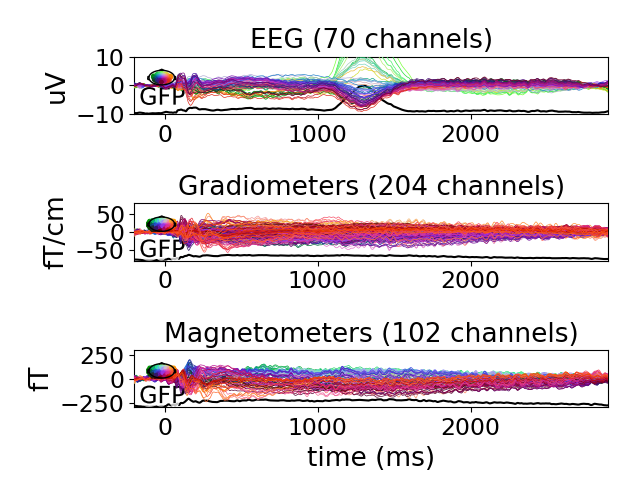 EEG (70 channels)
10
0
−10
uV
GFP
0
1000
2000
Gradiometers (204 channels)
50
0
−50
fT/cm
GFP
0
1000
2000
Magnetometers (102 channels)
250
0
−250
fT
GFP
0
1000
2000
time (ms)